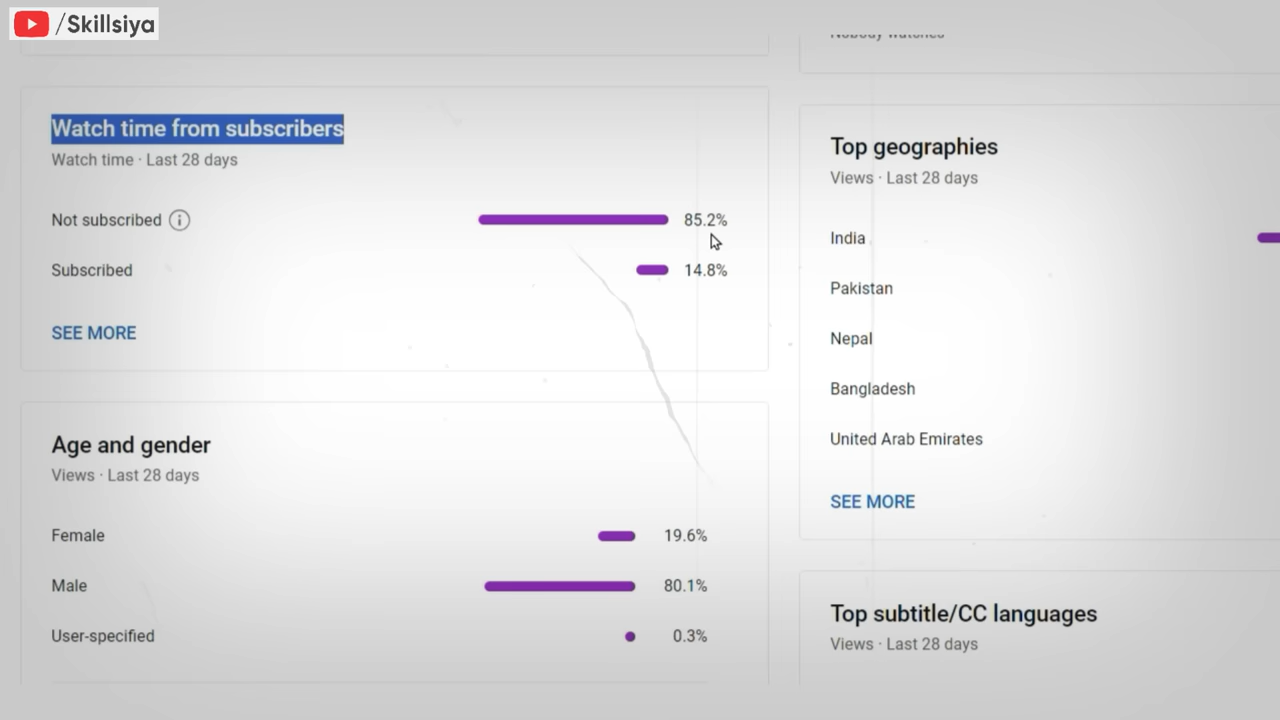 /Skillsiya
Nobody watches
Watch time from subscribers
Watch time · Last 28 days
Not subscribed
85.2%
Subscribed
14.8%
SEE MORE
Age and gender
Views · Last 28 days
Female
19.6%
Male
80.1%
User-specified
0.3%
Top geographies
Views · Last 28 days
India
Pakistan
Nepal
Bangladesh
United Arab Emirates
SEE MORE
Top subtitle/CC languages
Views · Last 28 days